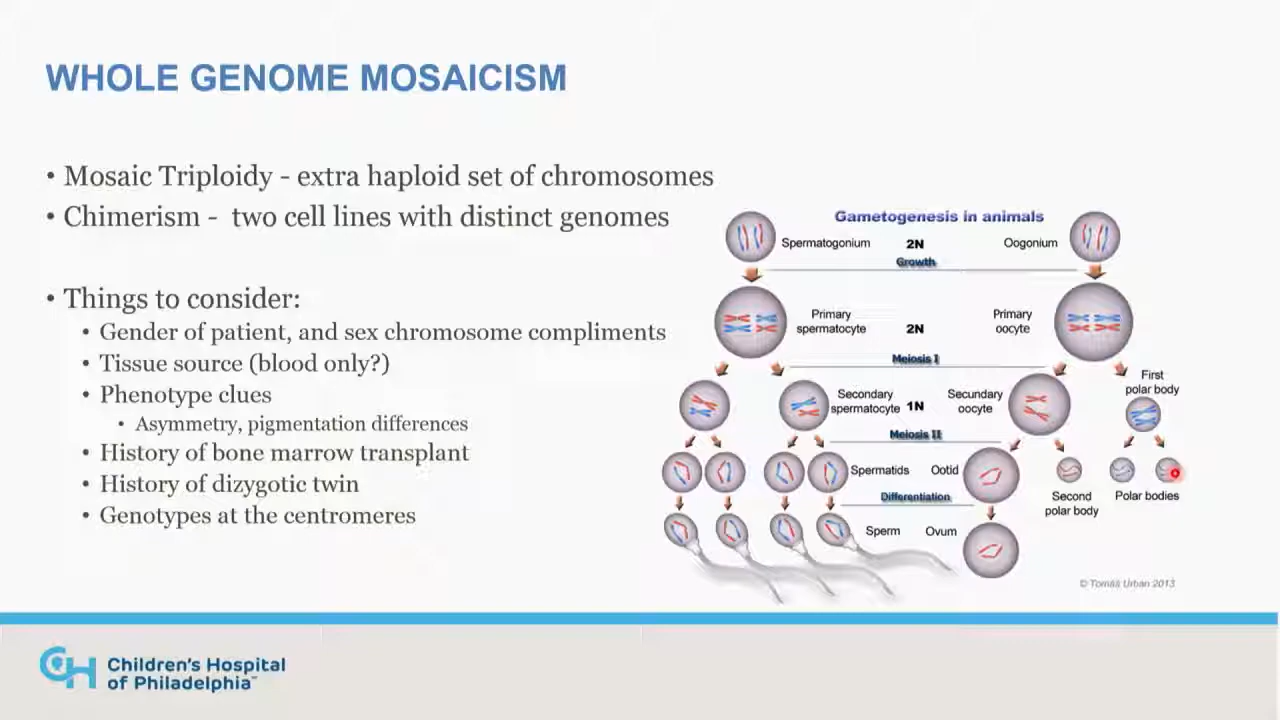 WHOLE GENOME MOSAICISM
• Mosaic Triploidy - extra haploid set of chromosomes
• Chimerism - two cell lines with distinct genomes
• Things to consider:
• Gender of patient, and sex chromosome compliments
• Tissue source (blood only?)
• Phenotype clues
• Asymmetry, pigmentation differences
• History of bone marrow transplant
• History of dizygotic twin
• Genotypes at the centromeres
Gametogenesis in animals
Spermatogonium
2N
Oogonium
Growth
Primary
spermatocyte
2N
Primary
oocyte
Meiosis I
First
polar body
Secondary
spermatocyte
1N
Secundary
oocyte
Meiosis II
Spermatids
Ootid
Differentiation
Second
polar body
Polar bodies
Sperm
Ovum
© Tomáš Urban 2013
CH
Children's Hospital
of Philadelphia™